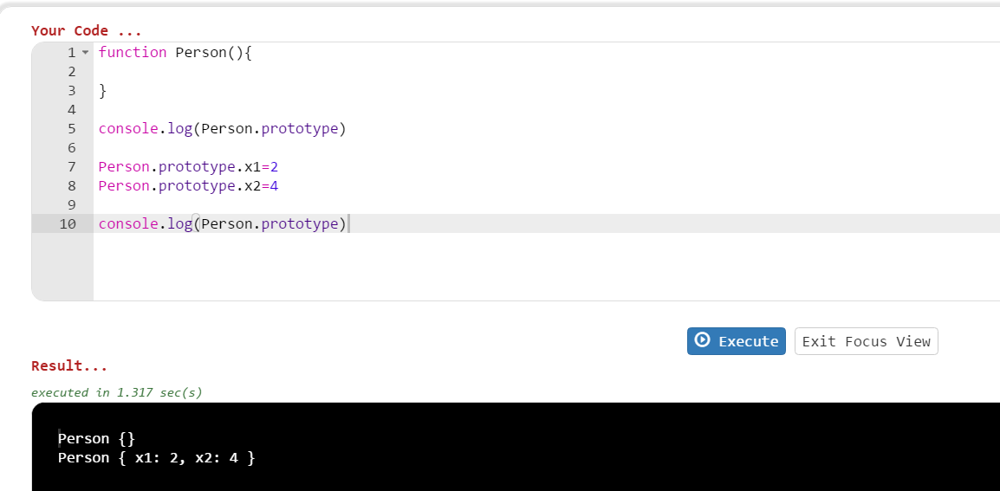 Your Code ...
1 function Person(){
2
3 }
4
5 console.log(Person.prototype)
6
7 Person.prototype.x1=2
8 Person.prototype.x2=4
9
10 console.log(Person.prototype)
Execute
Exit Focus View
Result...
executed in 1.317 sec(s)
Person {}
Person { x1: 2, x2: 4 }